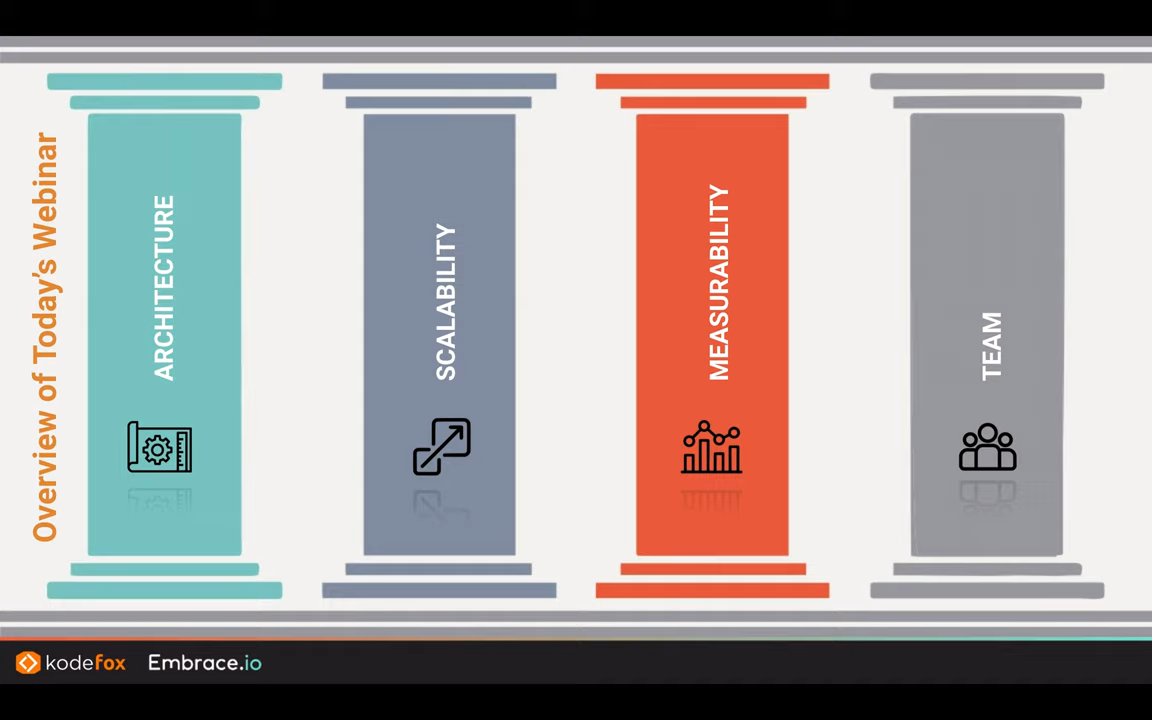 Overview of Today's Webinar
ARCHITECTURE
SCALABILITY
MEASURABILITY
TEAM
kodefox
Embrace.io